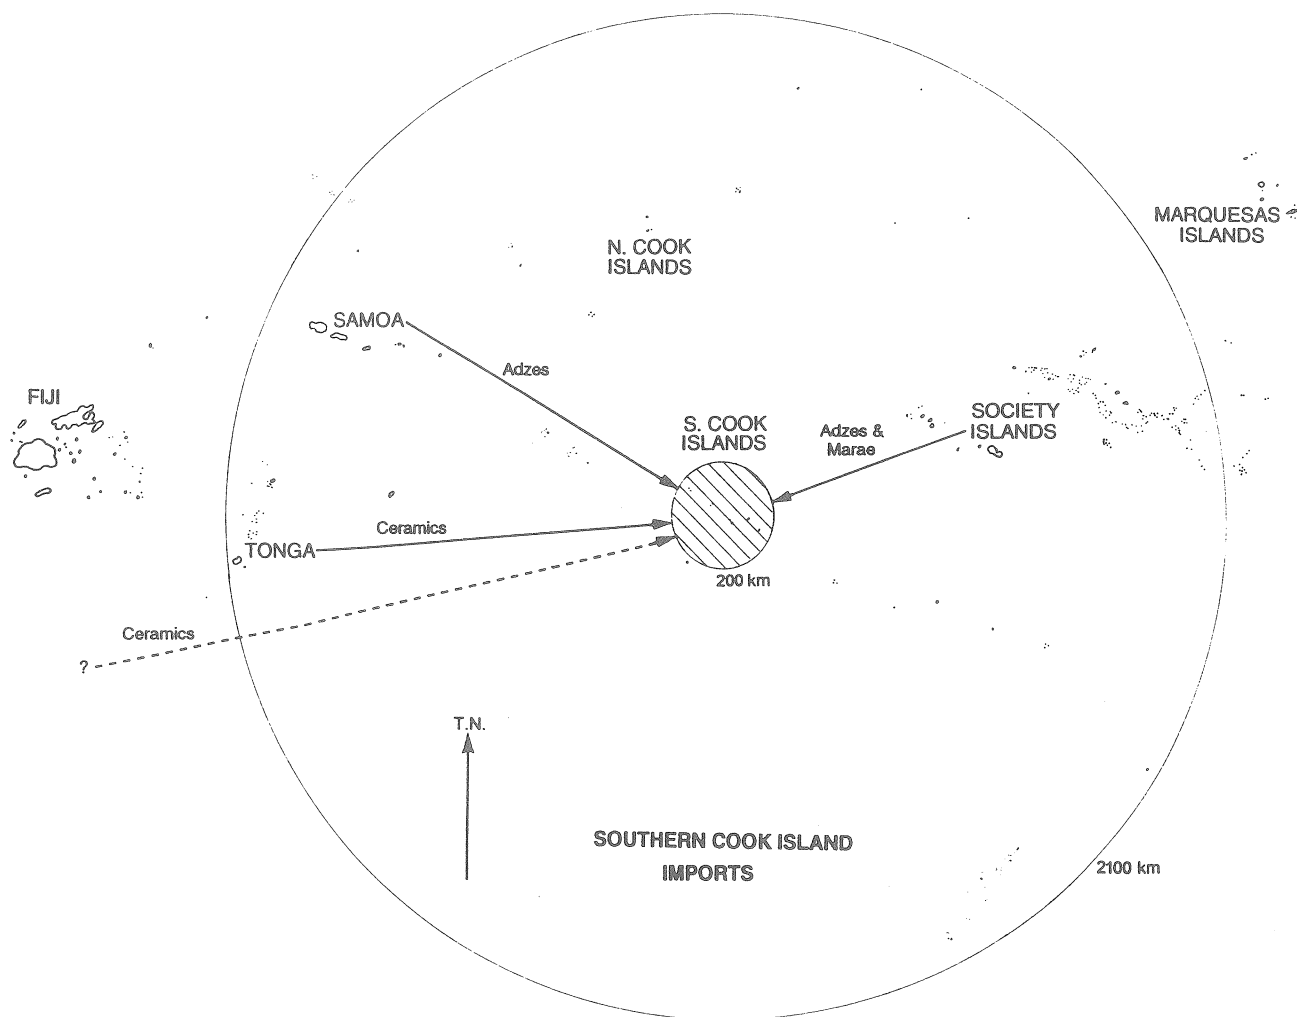 MARQUESAS
ISLANDS
N. COOK
ISLANDS
SAMOA
Adzes
FIJI
SOCIETY
ISLANDS
S. COOK
ISLANDS
Adzes &
Marae
Ceramics
TONGA
200 km
Ceramics
?
T.N.
SOUTHERN COOK ISLAND
IMPORTS
2100 km